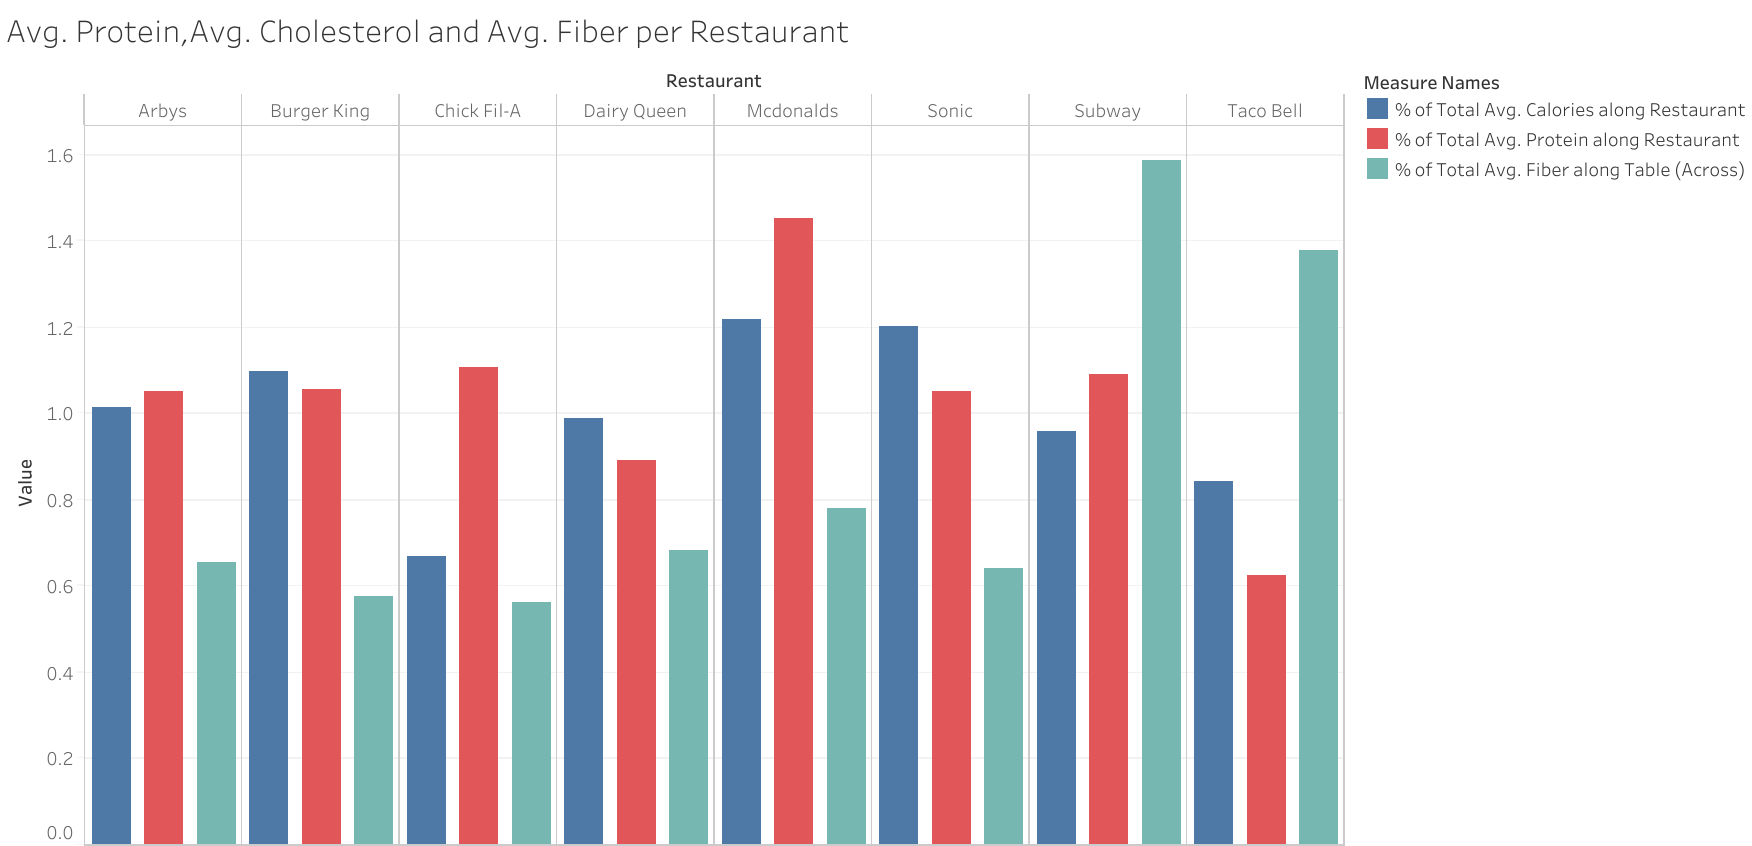 Avg. Protein,Avg. Cholesterol and Avg. Fiber per Restaurant
Restaurant
Arbys Burger King Chick Fil-A Dairy Queen Mcdonalds Sonic Subway Taco Bell
Measure Names
% of Total Avg. Calories along Restaurant
% of Total Avg. Protein along Restaurant
% of Total Avg. Fiber along Table (Across)
Value
1.6
1.4
1.2
1.0
0.8
0.6
0.4
0.2
0.0